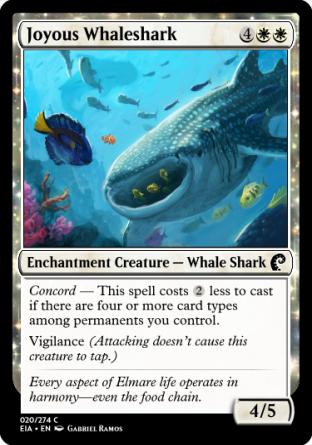 Joyous Whaleshark 4
Enchantment Creature — Whale Shark
Concord — This spell costs 2 less to cast
if there are four or more card types
among permanents you control.
Vigilance (Attacking doesn't cause this
creature to tap.)
Every aspect of Elmare life operates in
harmony—even the food chain.
4/5
020/274 C
EIA • EN Gabriel Ramos